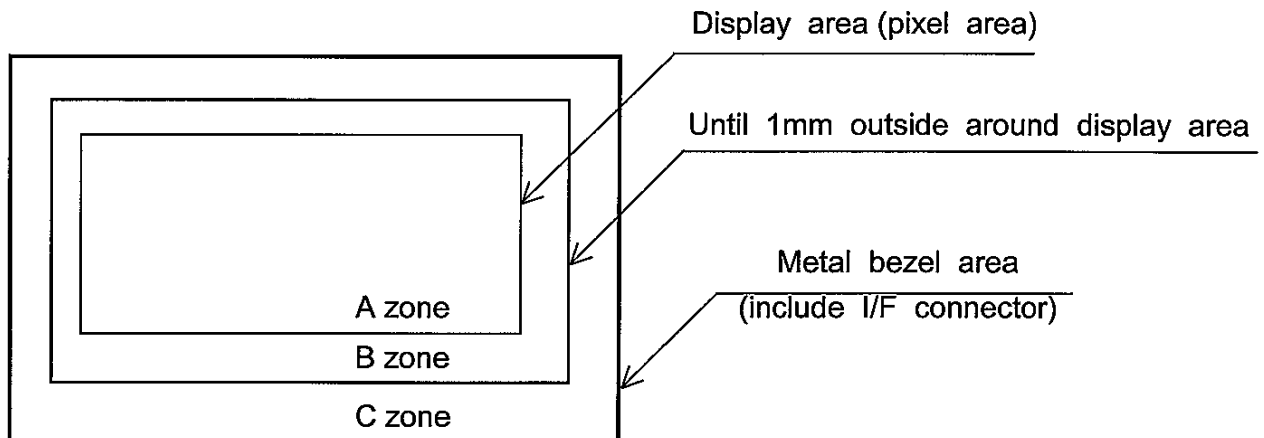 Display area (pixel area)
Until 1mm outside around display area
Metal bezel area
(include I/F connector)
A zone
B zone
C zone